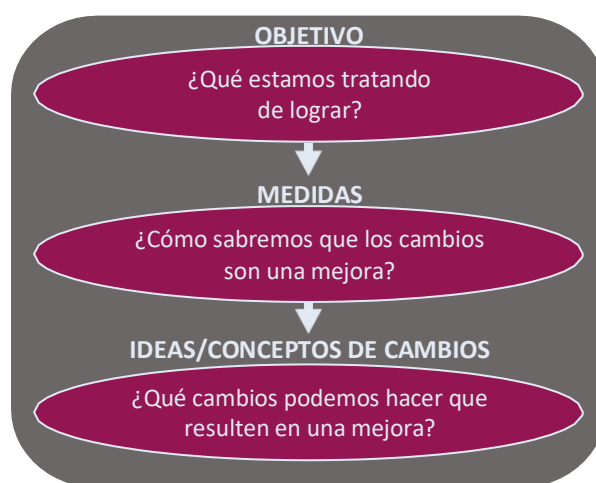 OBJETIVO
¿Qué estamos tratando
de lograr?
MEDIDAS
¿Cómo sabremos que los cambios
son una mejora?
IDEAS/CONCEPTOS DE CAMBIOS
¿Qué cambios podemos hacer que
resulten en una mejora?